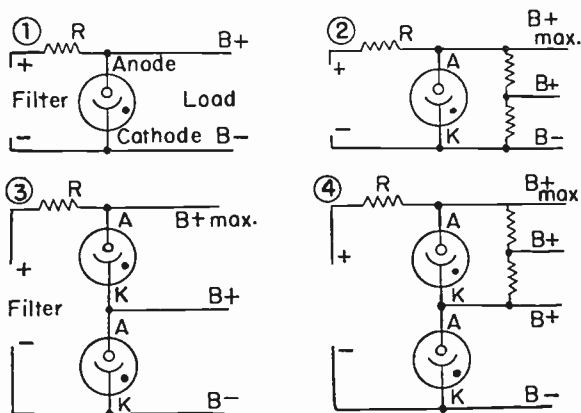 1
R
B+
+
Anode
Filter
Load
-
Cathode
B-
2
R
B+
max.
+
A
B+
K
-
B-
3
R
A
B+ max.
+
K
B+
Filter
A
-
K
B-
4
R
B+
max
A
+
B+
K
B+
A
-
K
B-